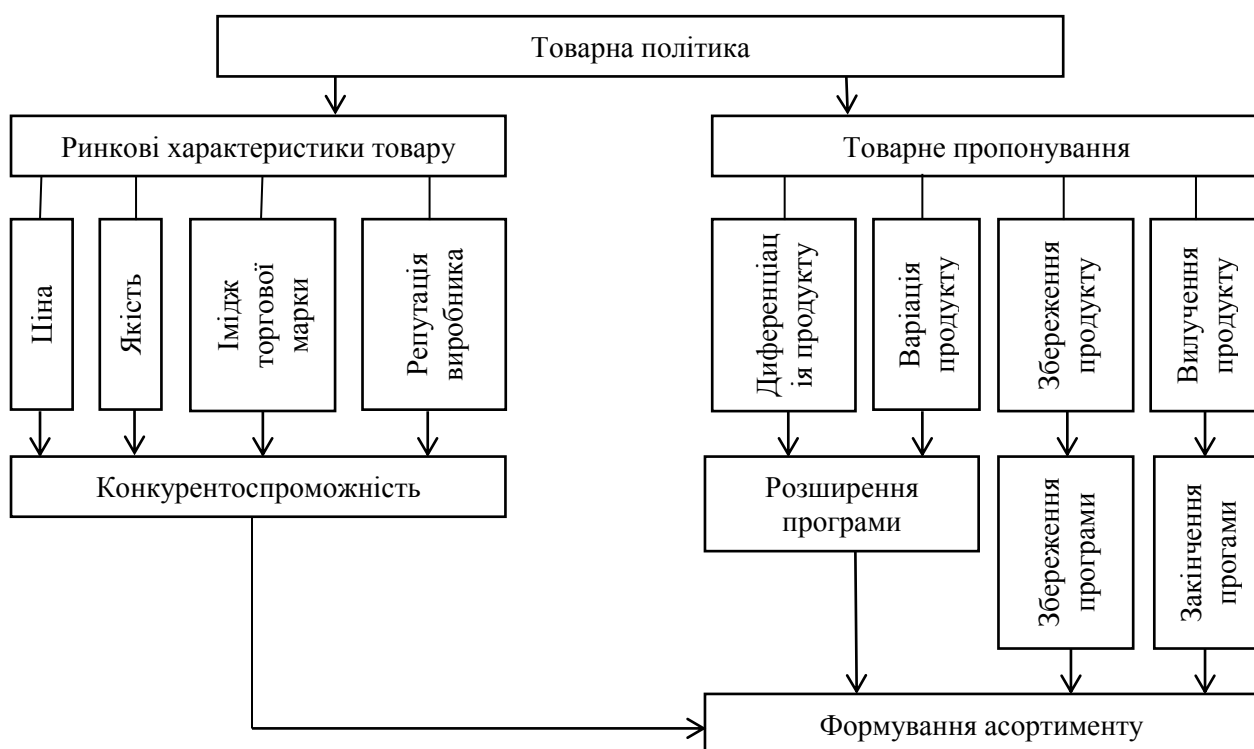 Товарна політика
Ринкові характеристики товару
Товарне пропонування
Ціна
Якість
Імідж
торгової
марки
Репутація
виробника
Диференціац
ія продукту
Варіація
продукту
Збереження
продукту
Вилучення
продукту
Конкурентоспроможність
Розширення
програми
Збереження
програми
Закінчення
прогами
Формування асортименту